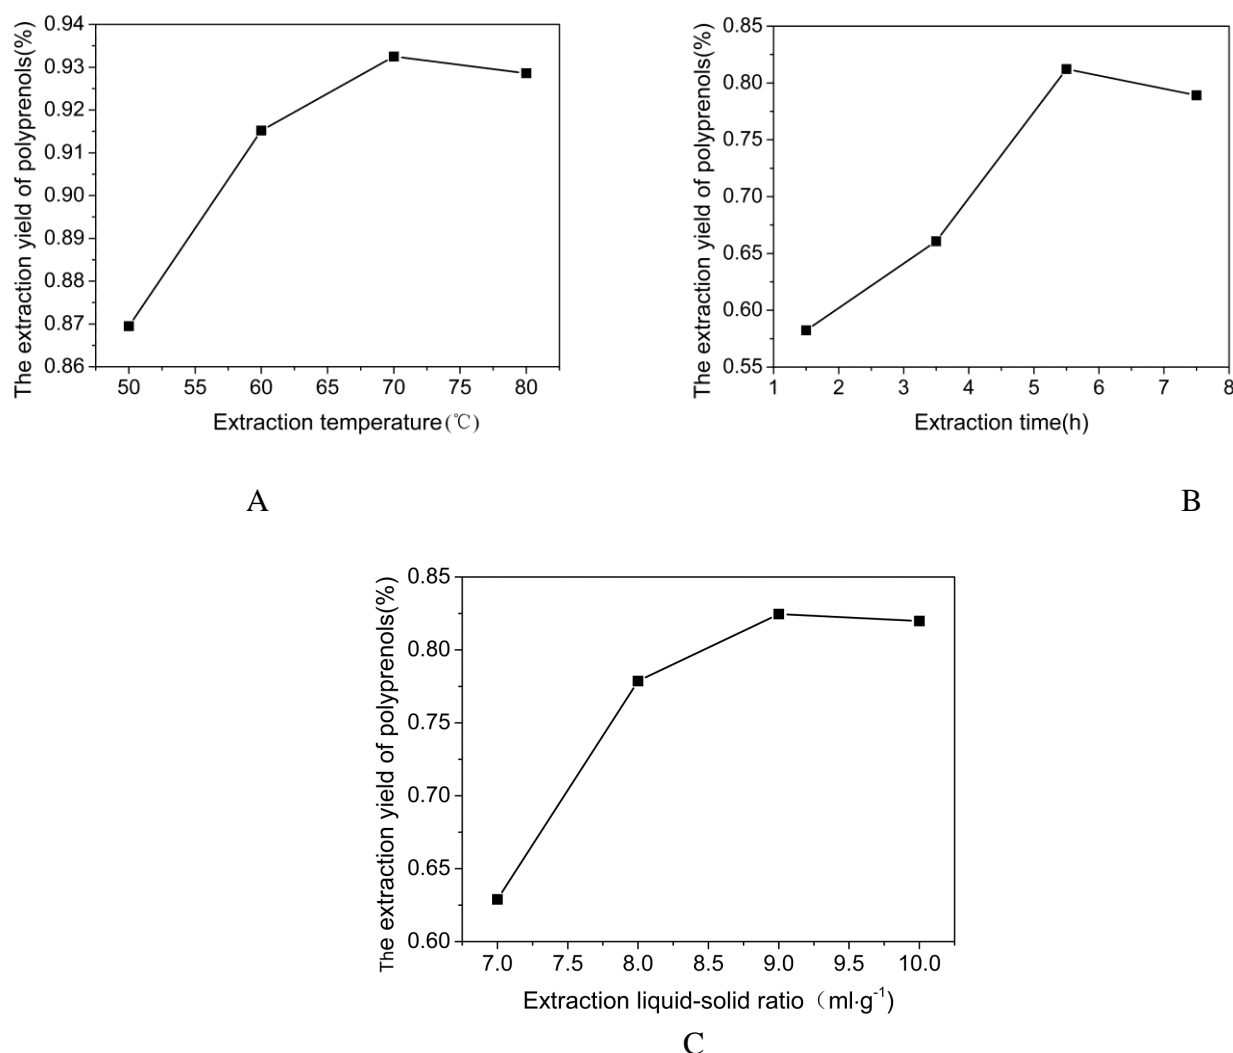 The extraction yield of polyprenols(%)
0.94
0.93
0.92
0.91
0.90
0.89
0.88
0.87
0.86
50 55 60 65 70 75 80
Extraction temperature(℃)
A
The extraction yield of polyprenols(%)
0.85
0.80
0.75
0.70
0.65
0.60
0.55
1 2 3 4 5 6 7 8
Extraction time(h)
B
The extraction yield of polyprenols(%)
0.85
0.80
0.75
0.70
0.65
0.60
7.0 7.5 8.0 8.5 9.0 9.5 10.0
Extraction liquid-solid ratio（ml·g⁻¹)
C